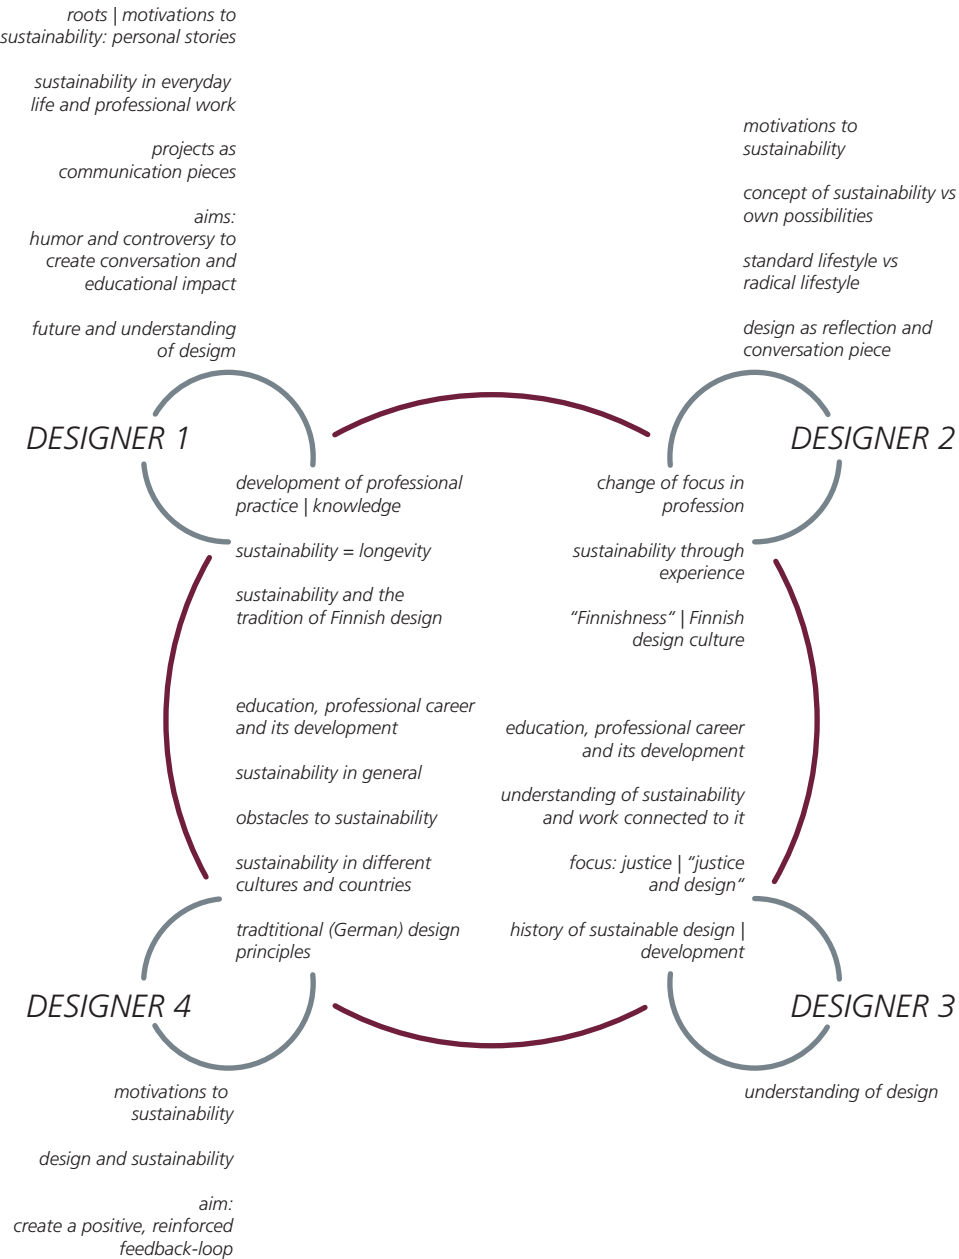 roots | motivations to
sustainability: personal stories
sustainability in everyday
life and professional work
projects as
communication pieces
aims:
humor and controversy to
create conversation and
educational impact
future and understanding
of desigm
motivations to
sustainability
concept of sustainability vs
own possibilities
standard lifestyle vs
radical lifestyle
design as reflection and
conversation piece
DESIGNER 1
DESIGNER 2
development of professional
practice | knowledge
sustainability = longevity
sustainability and the
tradition of Finnish design
change of focus in
profession
sustainability through
experience
“Finnishness“ | Finnish
design culture
education, professional career
and its development
sustainability in general
obstacles to sustainability
sustainability in different
cultures and countries
tradtitional (German) design
principles
education, professional career
and its development
understanding of sustainability
and work connected to it
focus: justice | “justice
and design“
history of sustainable design |
development
DESIGNER 4
DESIGNER 3
motivations to
sustainability
design and sustainability
aim:
create a positive, reinforced
feedback-loop
understanding of design